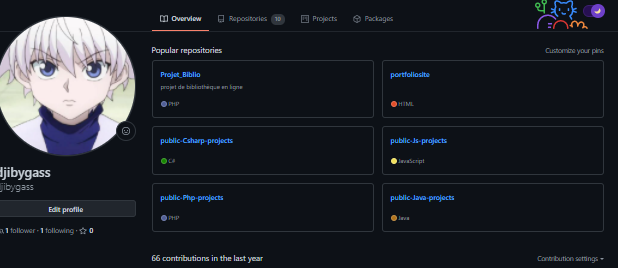 Overview Repositories 10 Projects Packages
Popular repositories Customize your pins
Projet_Biblio
projet de bibliothéque en ligne
PHP
portfoliosite
HTML
public-Csharp-projects
C#
public-Js-projects
JavaScript
public-Php-projects
PHP
public-Java-projects
Java
djibygass
djibygass
Edit profile
1 follower · 1 following · 0
66 contributions in the last year Contribution settings